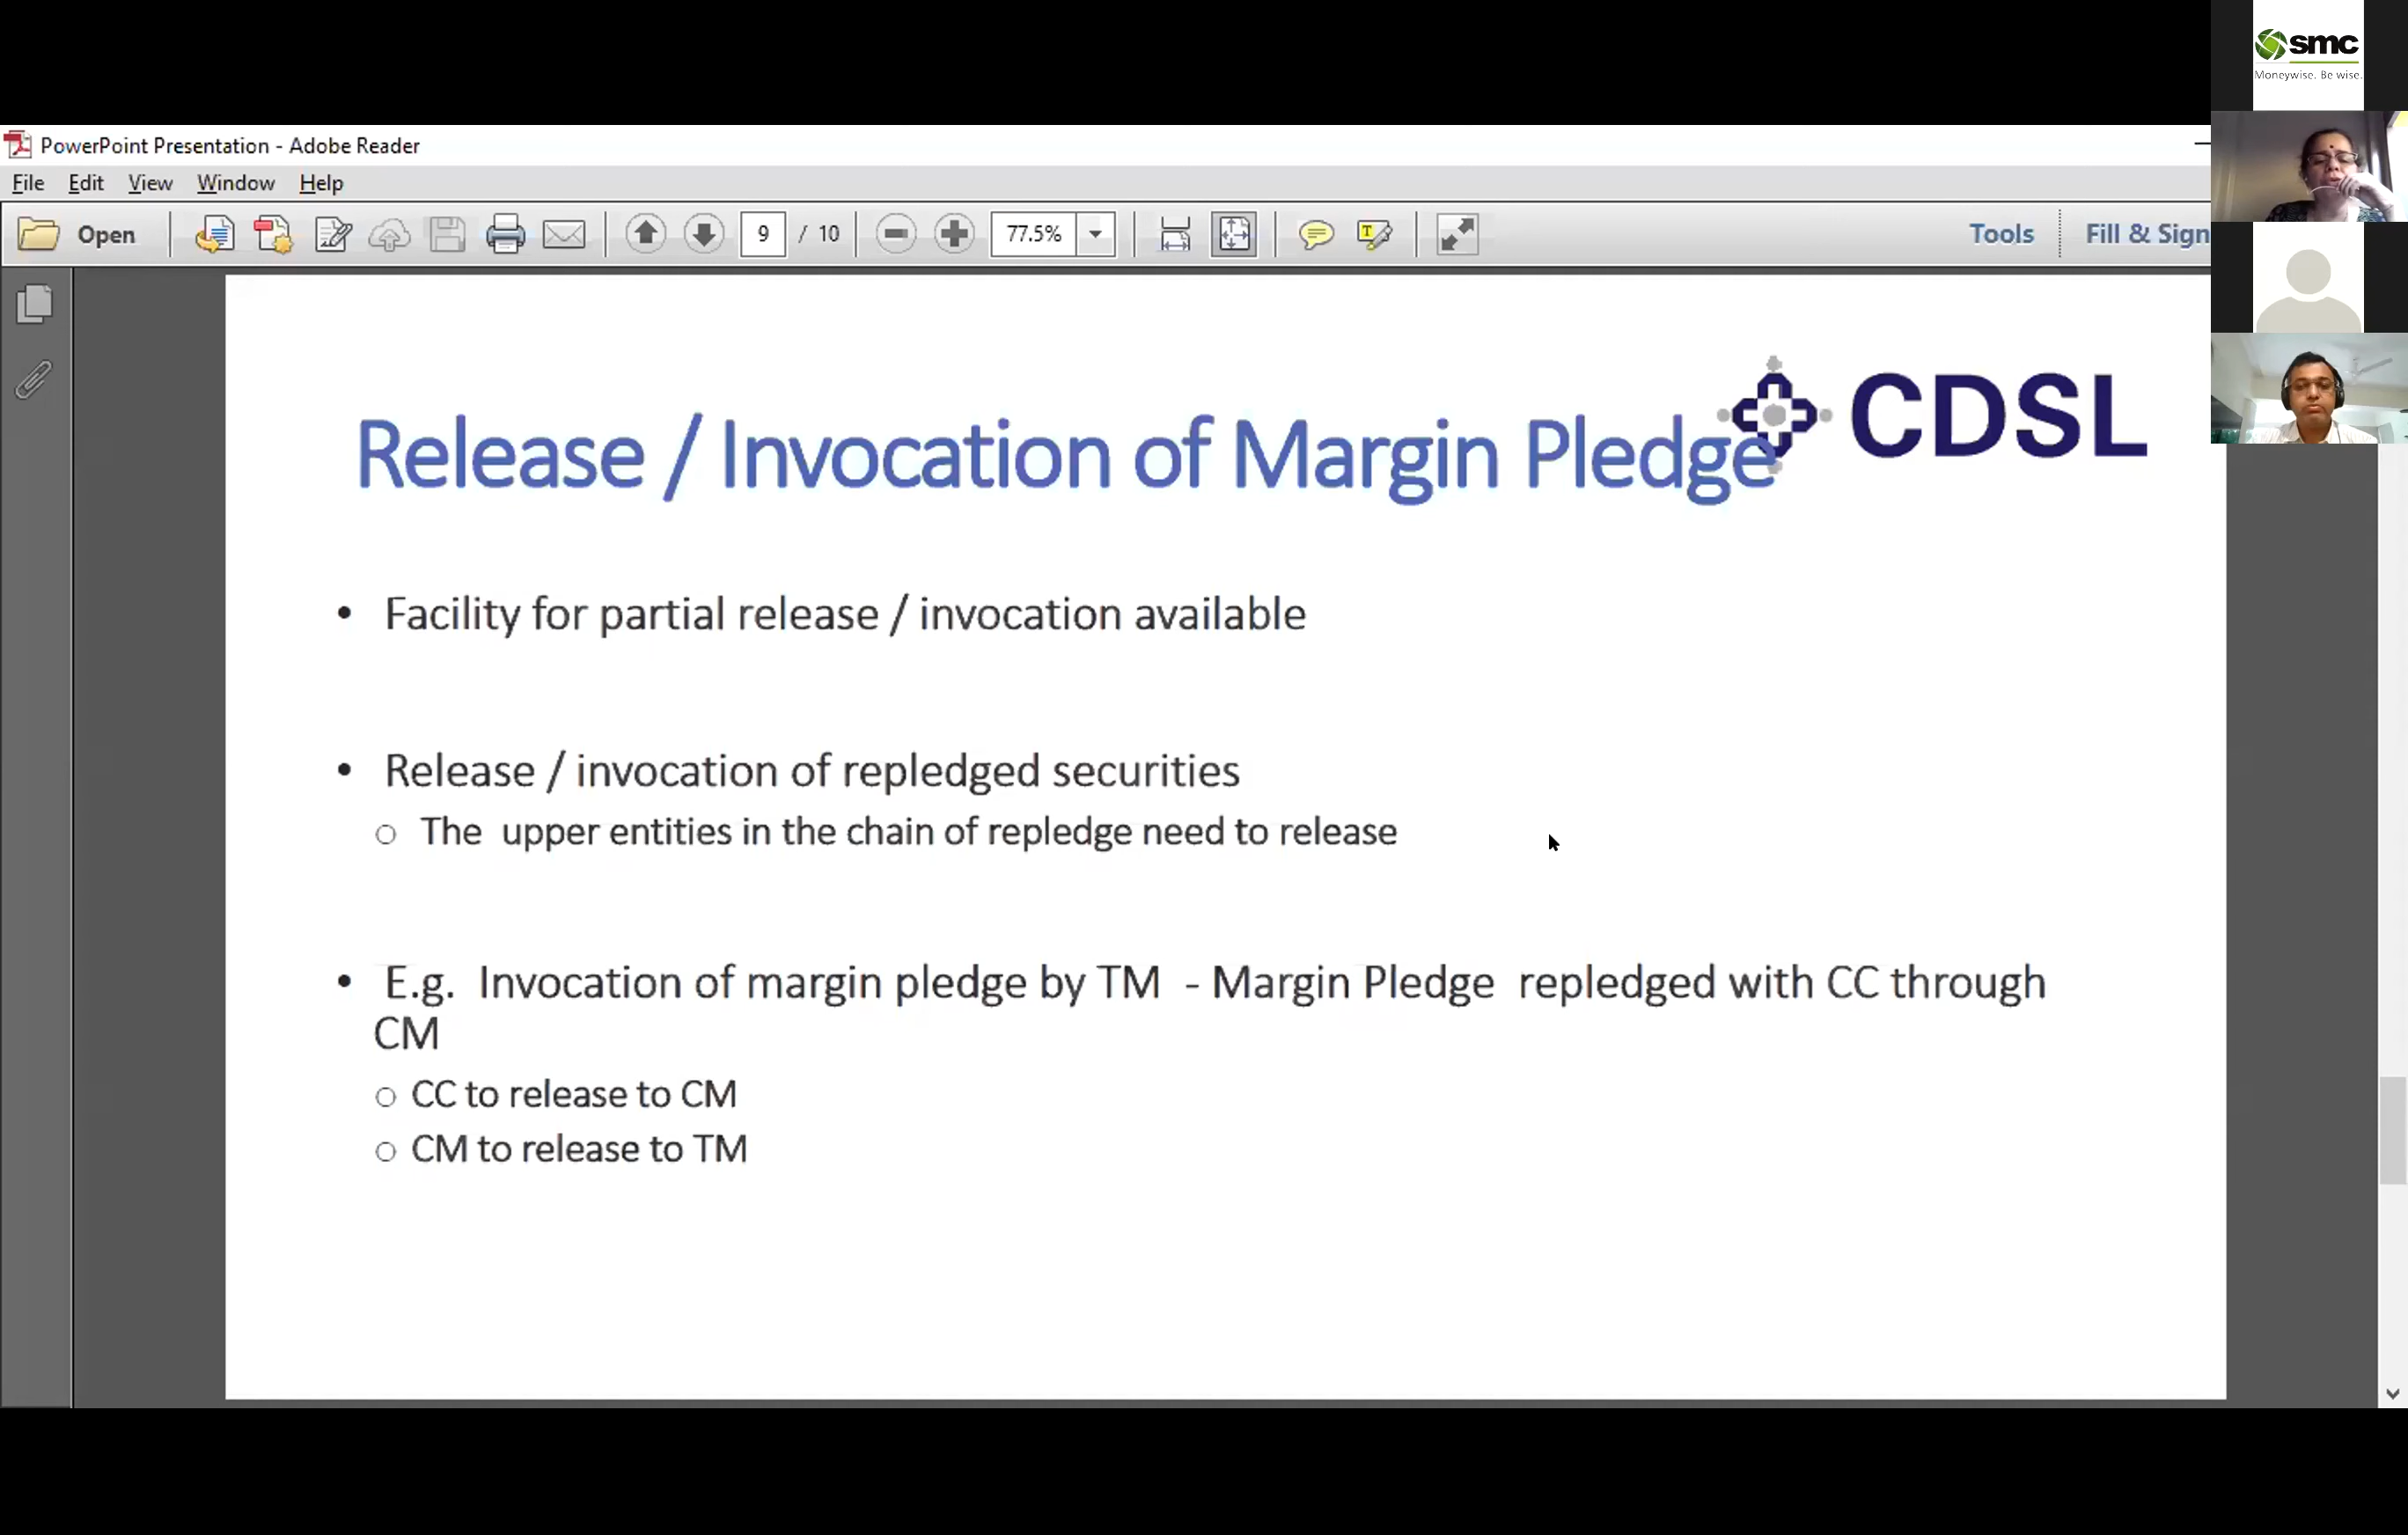 smc
Moneywise. Be wise.
PowerPoint Presentation - Adobe Reader
File Edit View Window Help
Open 9 / 10 77.5% Tools Fill & Sign
CDSL
Release / Invocation of Margin Pledge
• Facility for partial release / invocation available
• Release / invocation of repledged securities
○ The upper entities in the chain of repledge need to release
• E.g. Invocation of margin pledge by TM - Margin Pledge repledged with CC through
CM
○ CC to release to CM
○ CM to release to TM